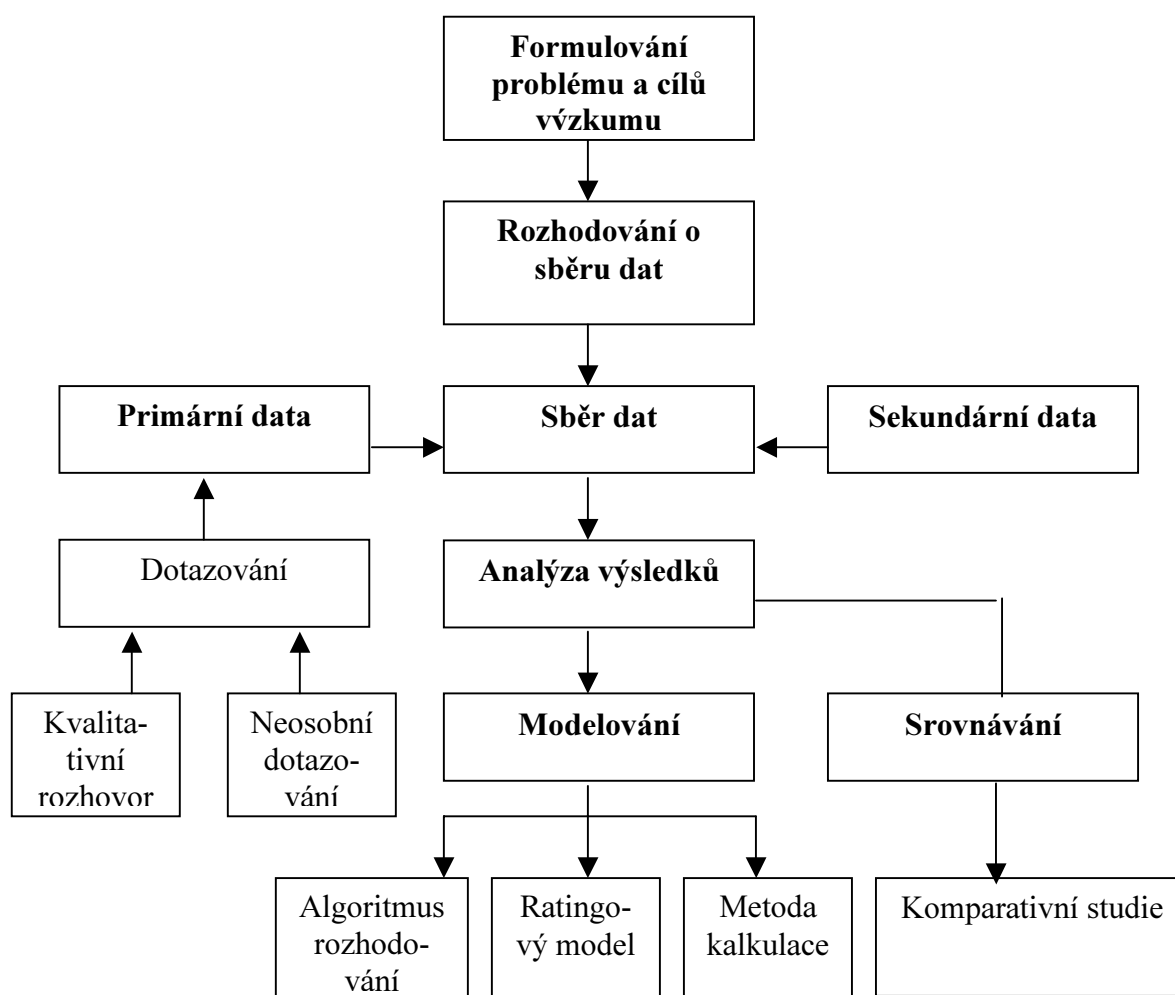 Formulování
problému a cílů
výzkumu
Rozhodování o
sběru dat
Primární data
Sběr dat
Sekundární data
Dotazování
Analýza výsledků
Kvalita-
tivní
rozhovor
Neosobní
dotazo-
vání
Modelování
Srovnávání
Algoritmus
rozhodo-
vání
Ratingo-
vý model
Metoda
kalkulace
Komparativní studie